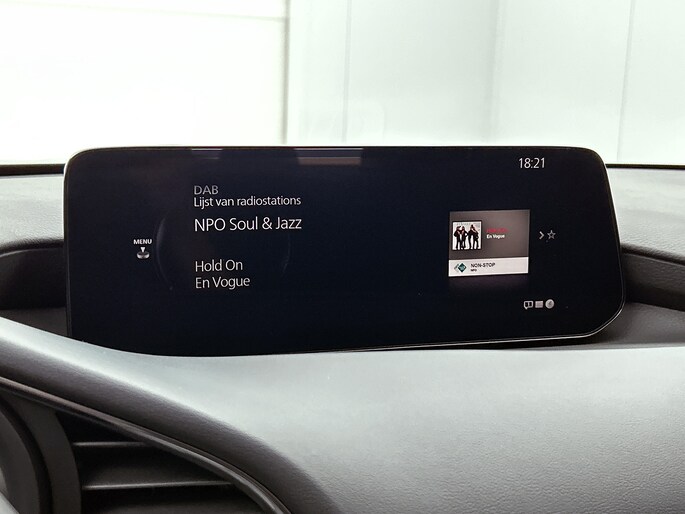 18:21
DAB
Lijst van radiostations
NPO Soul & Jazz
MENU
Hold On
En Vogue
En Vogue
NON-STOP